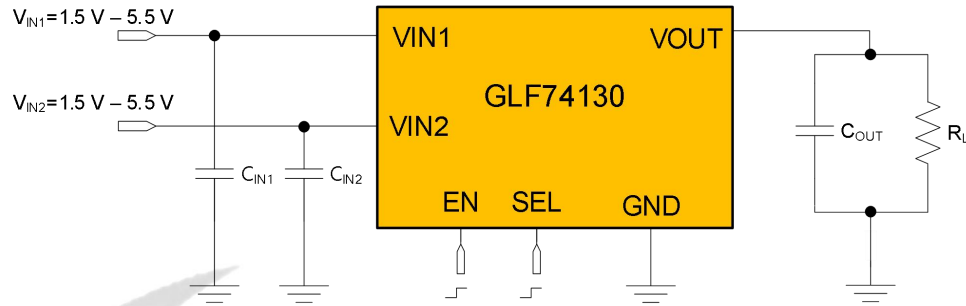 VIN1=1.5 V – 5.5 V
VIN1
VOUT
GLF74130
VIN2=1.5 V – 5.5 V
VIN2
COUT
RL
CIN1
CIN2
EN
SEL
GND